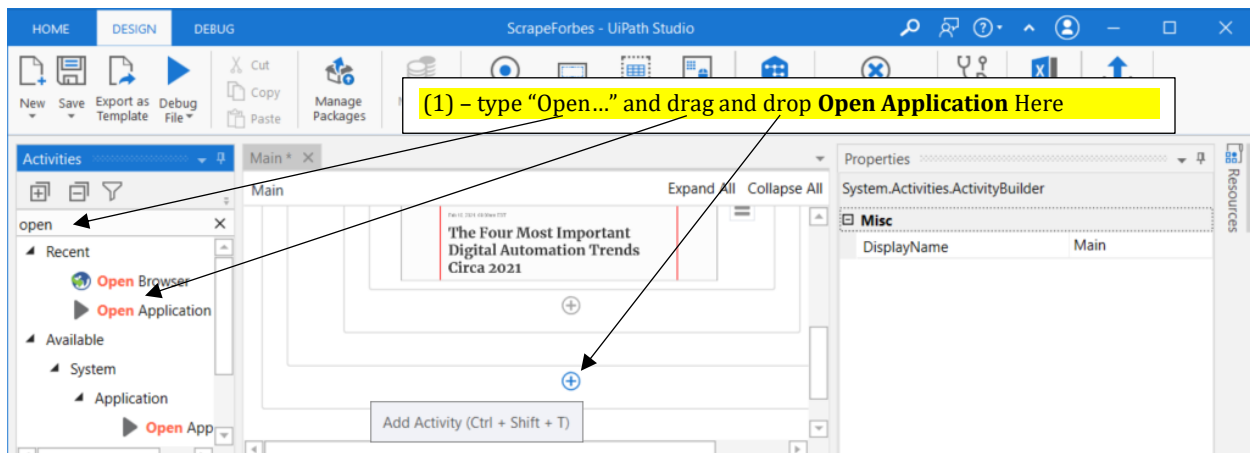 HOME DESIGN DEBUG ScrapeForbes - UiPath Studio
New Save Export as Template Debug File Cut Copy Paste Manage Packages
(1) – type “Open…” and drag and drop Open Application Here
Activities
Main* Properties
Resources
Main Expand All Collapse All System.Activities.ActivityBuilder
open
Misc
The Four Most Important
Digital Automation Trends
Circa 2021
DisplayName Main
Recent
Open Browser
Open Application
Available
System
Application
Open App
Add Activity (Ctrl + Shift + T)